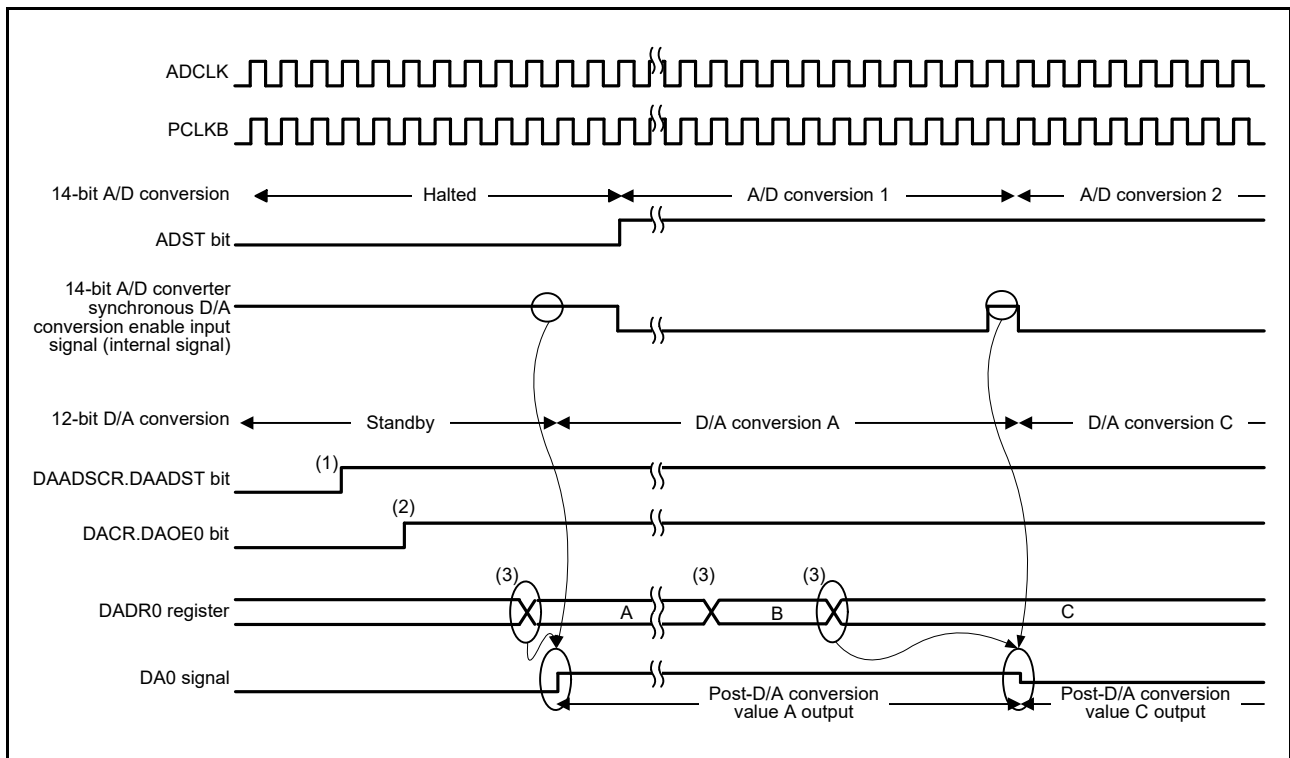 ADCLK
PCLKB
14-bit A/D conversion
Halted
A/D conversion 1
A/D conversion 2
ADST bit
14-bit A/D converter
synchronous D/A
conversion enable input
signal (internal signal)
12-bit D/A conversion
Standby
D/A conversion A
D/A conversion C
(1)
DAADSCR.DAADST bit
(2)
DACR.DAOE0 bit
(3)
(3)
(3)
DADR0 register
A
B
C
DA0 signal
Post-D/A conversion
value A output
Post-D/A conversion
value C output